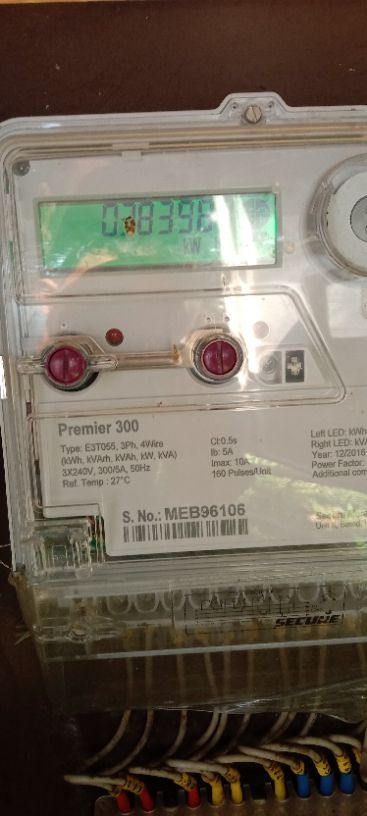 kW
Premier 300
Type: E3T055, 3Ph, 4Wire
(kWh, kVArh, kVAh, kW, kVA)
3X240V, 300/5A, 50Hz
Ref. Temp : 27°C
Cl:0.5s
Ib: 5A
Imax: 10A
160 Pulses/Unit
Left LED: kWh
Right LED: kVA
Year: 12/2016
Power Factor:
Additional com
S. No.: MEB96106
SECURE